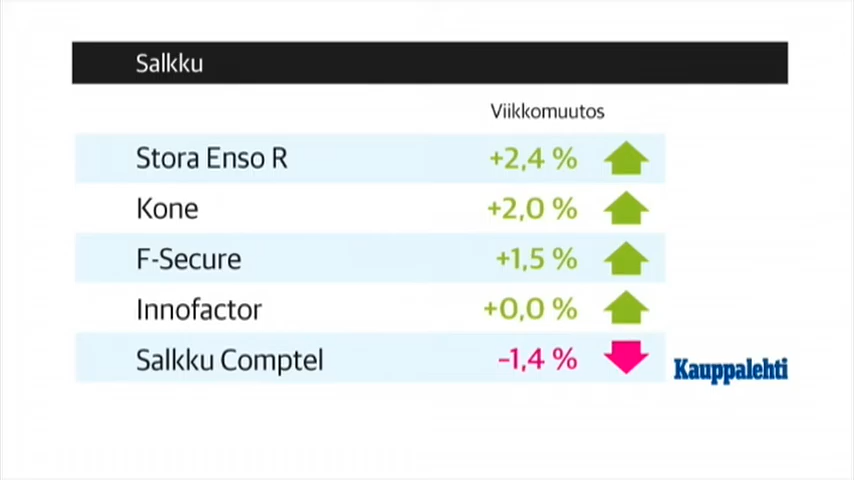 Salkku
Viikkomuutos
Stora Enso R +2,4 %
Kone +2,0 %
F-Secure +1,5 %
Innofactor +0,0 %
Salkku Comptel -1,4 %
Kauppalehti